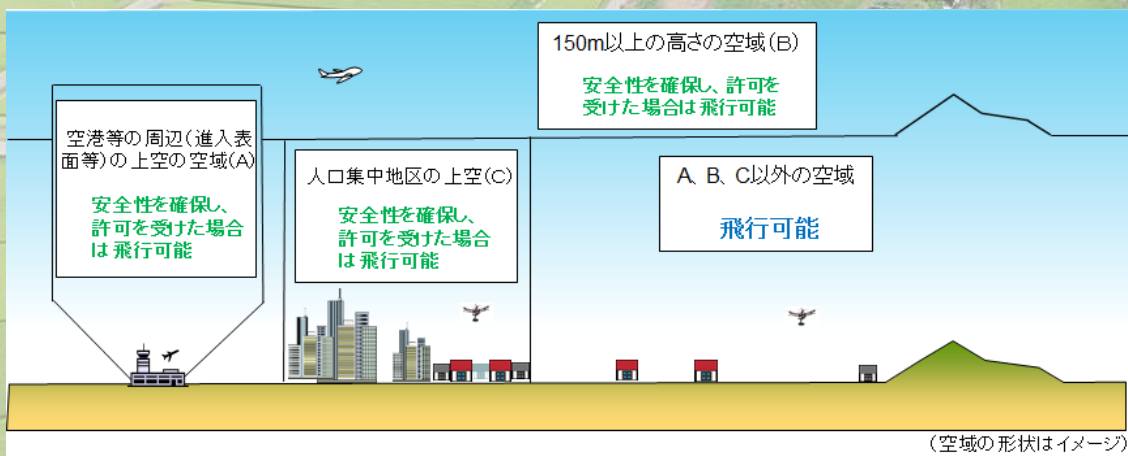 150m以上の高さの空域(B)
安全性を確保し、許可を
受けた場合は飛行可能
空港等の周辺(進入表
面等)の上空の空域(A)
安全性を確保し、
許可を受けた場合
は飛行可能
人口集中地区の上空(C)
安全性を確保し、
許可を受けた場合
は飛行可能
A、B、C以外の空域
飛行可能
(空域の形状はイメージ)